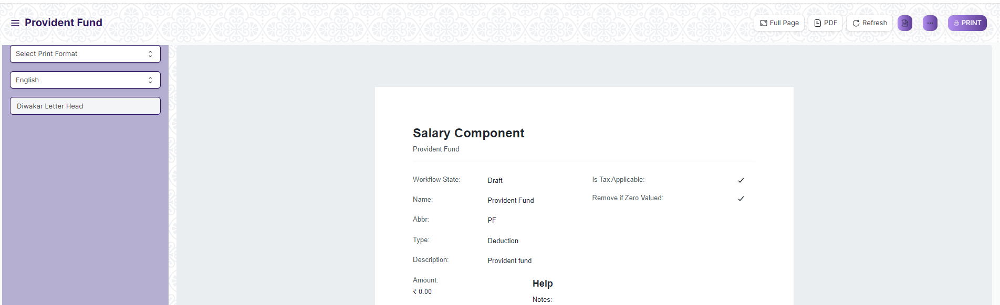 Provident Fund
Full Page
PDF
Refresh
PRINT
Select Print Format
English
Diwakar Letter Head
Salary Component
Provident Fund
Workflow State: Draft
Is Tax Applicable:
Name: Provident Fund
Remove if Zero Valued:
Abbr: PF
Type: Deduction
Description: Provident fund
Amount:
₹ 0.00
Help
Notes: